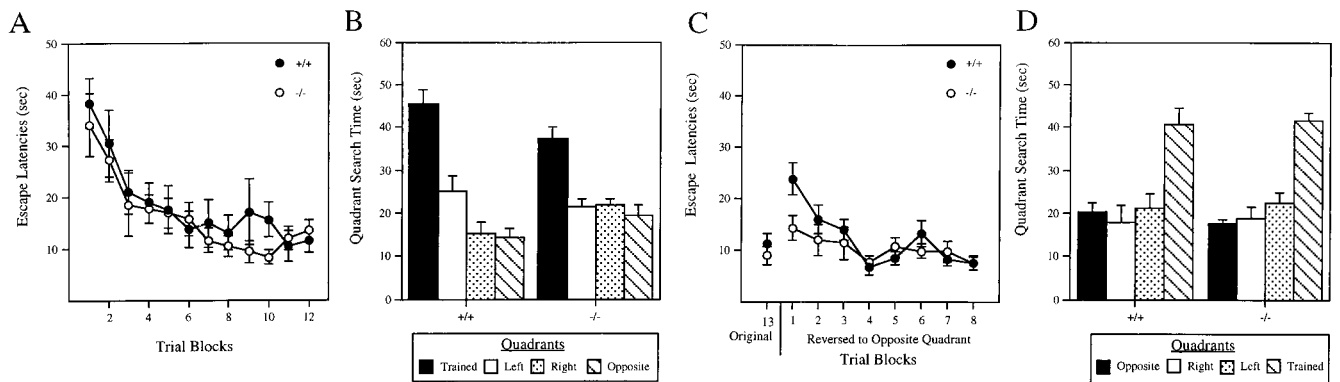 A
Escape Latencies (sec)
50
40
30
20
10
+/+
-/-
2 4 6 8 10 12
Trial Blocks
B
Quadrant Search Time (sec)
60
50
40
30
20
10
0
+/+ -/-
Quadrants
Trained Left Right Opposite
C
Escape Latencies (sec)
50
40
30
20
10
+/+
-/-
13 1 2 3 4 5 6 7 8
Original Reversed to Opposite Quadrant
Trial Blocks
D
Quadrant Search Time (sec)
60
50
40
30
20
10
0
+/+ -/-
Quadrants
Opposite Right Left Trained